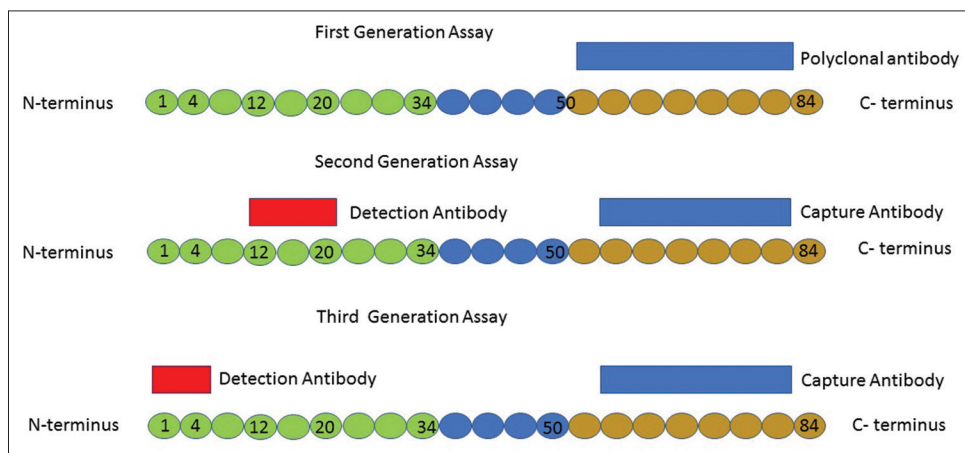 First Generation Assay
Polyclonal antibody
N-terminus 1 4 12 20 34 50 84 C- terminus
Second Generation Assay
Detection Antibody Capture Antibody
N-terminus 1 4 12 20 34 50 84 C- terminus
Third Generation Assay
Detection Antibody Capture Antibody
N-terminus 1 4 12 20 34 50 84 C- terminus